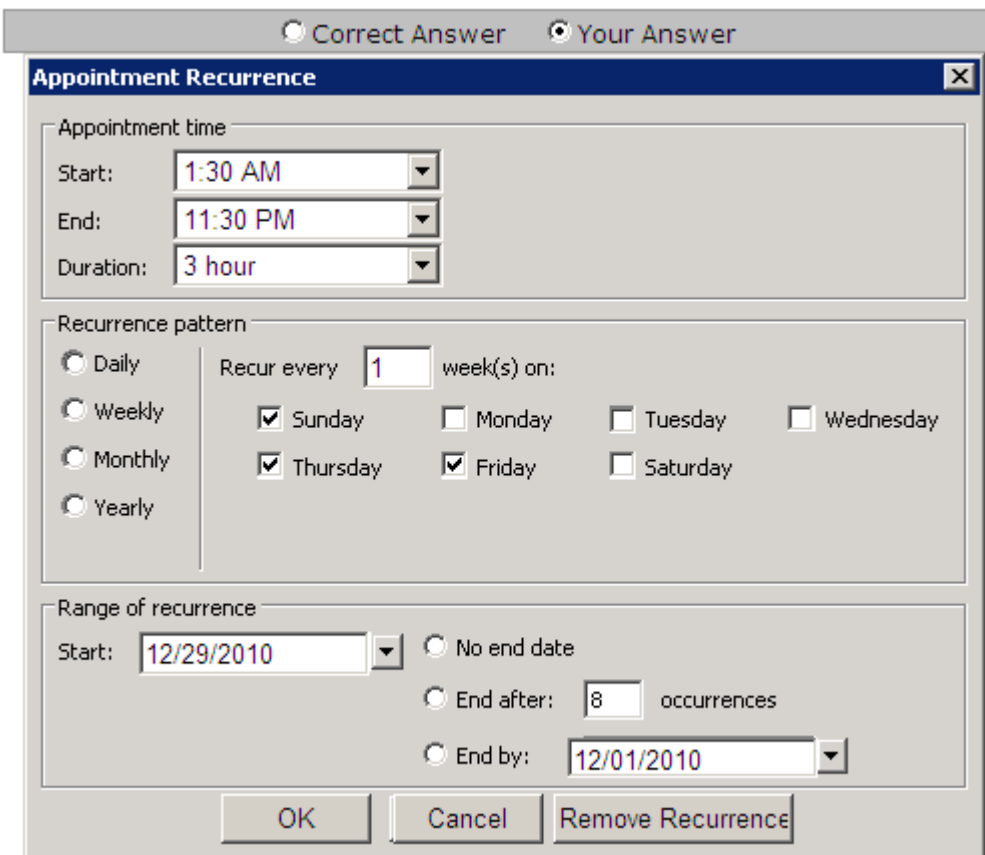 Correct Answer Your Answer
Appointment Recurrence
Appointment time
Start: 1:30 AM
End: 11:30 PM
Duration: 3 hour
Recurrence pattern
Daily Recur every 1 week(s) on:
Weekly Sunday Monday Tuesday Wednesday
Monthly Thursday Friday Saturday
Yearly
Range of recurrence
Start: 12/29/2010 No end date
End after: 8 occurrences
End by: 12/01/2010
OK Cancel Remove Recurrence